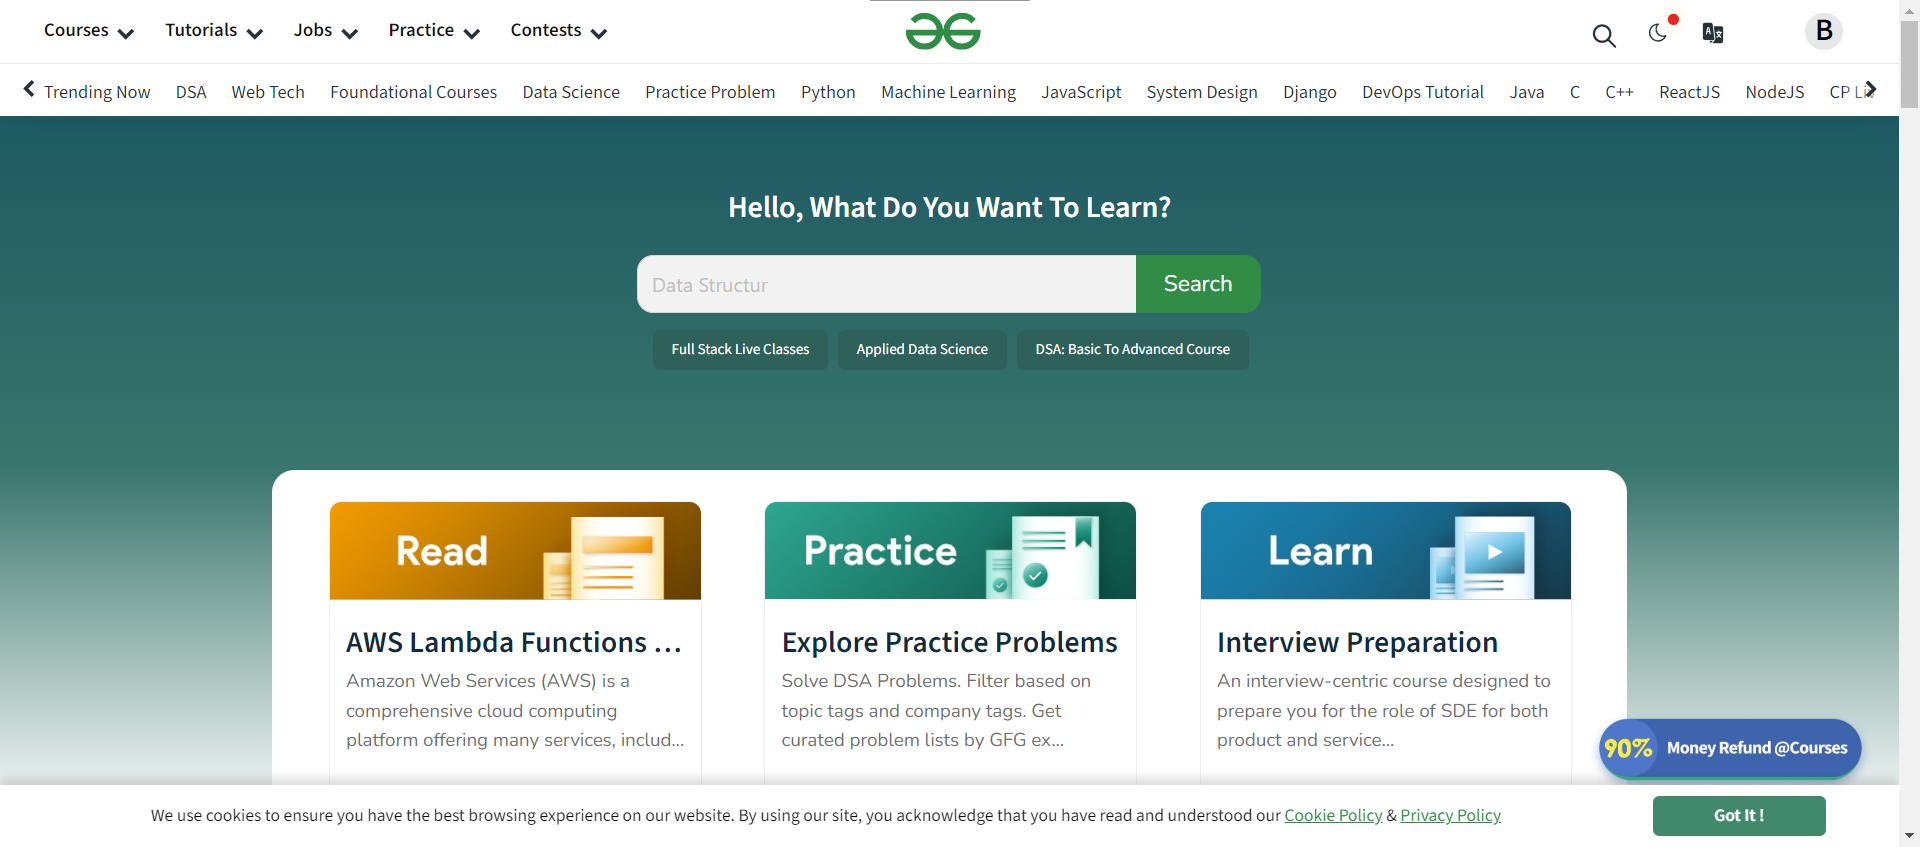 Courses Tutorials Jobs Practice Contests
B
Trending Now DSA Web Tech Foundational Courses Data Science Practice Problem Python Machine Learning JavaScript System Design Django DevOps Tutorial Java C C++ ReactJS NodeJS CP
Hello, What Do You Want To Learn?
Data Structur Search
Full Stack Live Classes Applied Data Science DSA: Basic To Advanced Course
Read
AWS Lambda Functions ...
Amazon Web Services (AWS) is a
comprehensive cloud computing
platform offering many services, includ...
Practice
Explore Practice Problems
Solve DSA Problems. Filter based on
topic tags and company tags. Get
curated problem lists by GFG ex...
Learn
Interview Preparation
An interview-centric course designed to
prepare you for the role of SDE for both
product and service...
90% Money Refund @Courses
We use cookies to ensure you have the best browsing experience on our website. By using our site, you acknowledge that you have read and understood our Cookie Policy & Privacy Policy
Got It !